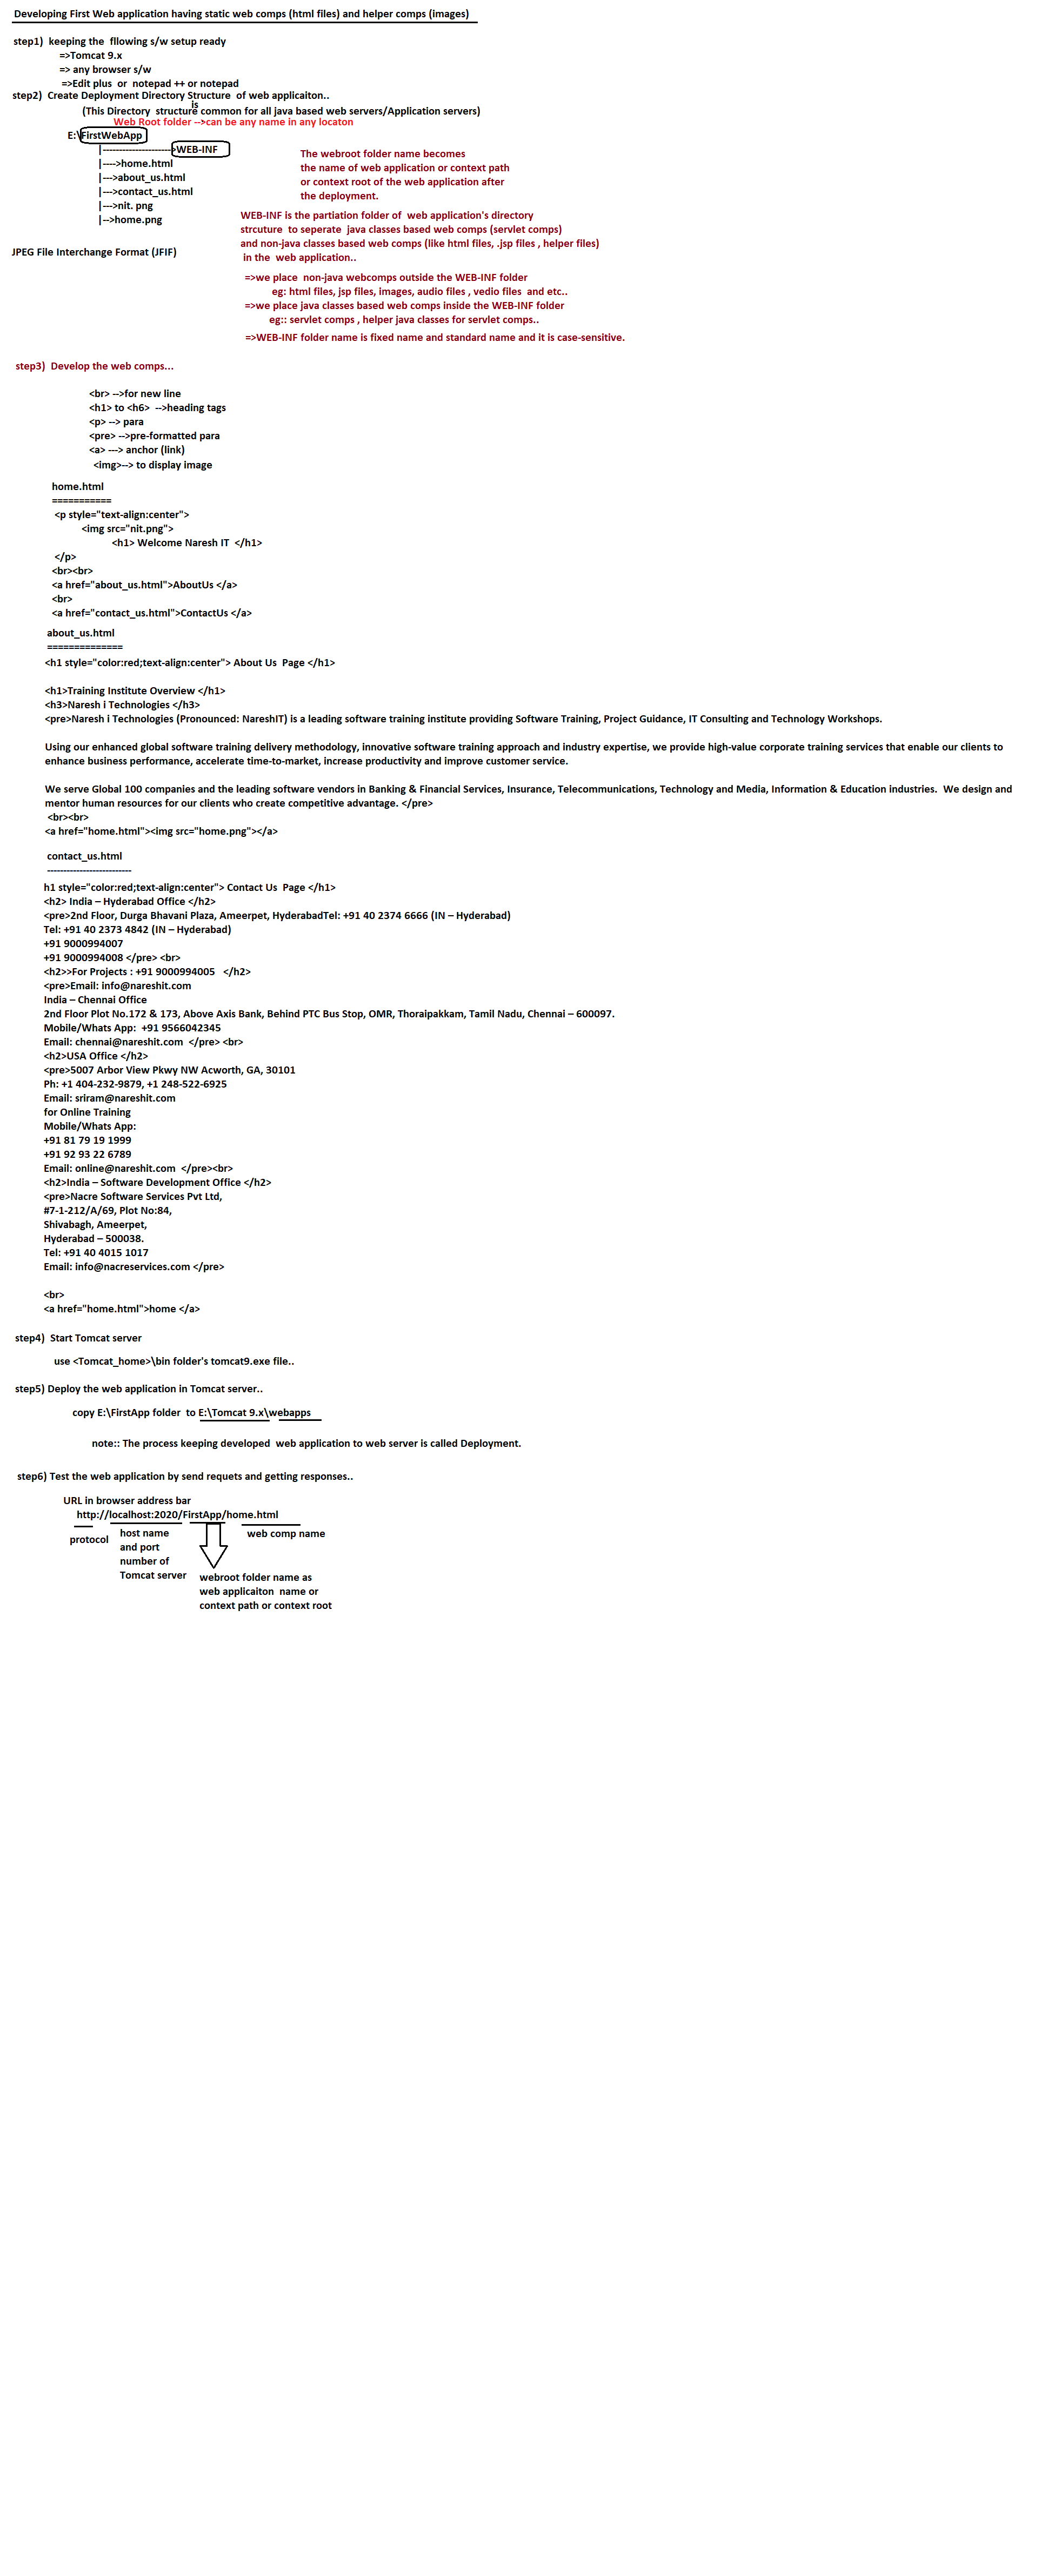 Developing First Web application having static web comps (html files) and helper comps (images)
step1)  keeping the  fllowing s/w setup ready
=>Tomcat 9.x
=> any browser s/w
=>Edit plus  or  notepad ++ or notepad
step2)  Create Deployment Directory Structure  of web applicaiton..
is
(This Directory  structure common for all java based web servers/Application servers)
Web Root folder -->can be any name in any locaton
E:\FirstWebApp
|--------------------->WEB-INF
|---->home.html
|--->about_us.html
|--->contact_us.html
|--->nit. png
|-->home.png
The webroot folder name becomes
the name of web application or context path
or context root of the web application after
the deployment.
WEB-INF is the partiation folder of  web application's directory
strcuture  to seperate  java classes based web comps (servlet comps)
and non-java classes based web comps (like html files, .jsp files , helper files)
in the  web application..
JPEG File Interchange Format (JFIF)
=>we place  non-java webcomps outside the WEB-INF folder
eg: html files, jsp files, images, audio files , vedio files  and etc..
=>we place java classes based web comps inside the WEB-INF folder
eg:: servlet comps , helper java classes for servlet comps..
=>WEB-INF folder name is fixed name and standard name and it is case-sensitive.
step3)  Develop the web comps...
<br> -->for new line
<h1> to <h6>  -->heading tags
<p> --> para
<pre> -->pre-formatted para
<a> ---> anchor (link)
<img>--> to display image
home.html
===========
<p style="text-align:center">
<img src="nit.png">
<h1> Welcome Naresh IT  </h1>
</p>
<br><br>
<a href="about_us.html">AboutUs </a>
<br>
<a href="contact_us.html">ContactUs </a>
about_us.html
==============
<h1 style="color:red;text-align:center"> About Us  Page </h1>
<h1>Training Institute Overview </h1>
<h3>Naresh i Technologies </h3>
<pre>Naresh i Technologies (Pronounced: NareshIT) is a leading software training institute providing Software Training, Project Guidance, IT Consulting and Technology Workshops.
Using our enhanced global software training delivery methodology, innovative software training approach and industry expertise, we provide high-value corporate training services that enable our clients to
enhance business performance, accelerate time-to-market, increase productivity and improve customer service.
We serve Global 100 companies and the leading software vendors in Banking & Financial Services, Insurance, Telecommunications, Technology and Media, Information & Education industries.  We design and
mentor human resources for our clients who create competitive advantage. </pre>
<br><br>
<a href="home.html"><img src="home.png"></a>
contact_us.html
--------------------------
h1 style="color:red;text-align:center"> Contact Us  Page </h1>
<h2> India – Hyderabad Office </h2>
<pre>2nd Floor, Durga Bhavani Plaza, Ameerpet, HyderabadTel: +91 40 2374 6666 (IN – Hyderabad)
Tel: +91 40 2373 4842 (IN – Hyderabad)
+91 9000994007
+91 9000994008 </pre> <br>
<h2>>For Projects : +91 9000994005   </h2>
<pre>Email: info@nareshit.com
India – Chennai Office
2nd Floor Plot No.172 & 173, Above Axis Bank, Behind PTC Bus Stop, OMR, Thoraipakkam, Tamil Nadu, Chennai – 600097.
Mobile/Whats App:  +91 9566042345
Email: chennai@nareshit.com  </pre> <br>
<h2>USA Office </h2>
<pre>5007 Arbor View Pkwy NW Acworth, GA, 30101
Ph: +1 404-232-9879, +1 248-522-6925
Email: sriram@nareshit.com
for Online Training
Mobile/Whats App:
+91 81 79 19 1999
+91 92 93 22 6789
Email: online@nareshit.com  </pre><br>
<h2>India – Software Development Office </h2>
<pre>Nacre Software Services Pvt Ltd,
#7-1-212/A/69, Plot No:84,
Shivabagh, Ameerpet,
Hyderabad – 500038.
Tel: +91 40 4015 1017
Email: info@nacreservices.com </pre>
<br>
<a href="home.html">home </a>
step4)  Start Tomcat server
use <Tomcat_home>\bin folder's tomcat9.exe file..
step5) Deploy the web application in Tomcat server..
copy E:\FirstApp folder  to E:\Tomcat 9.x\webapps
note:: The process keeping developed  web application to web server is called Deployment.
step6) Test the web application by send requets and getting responses..
URL in browser address bar
http://localhost:2020/FirstApp/home.html
protocol
host name
and port
number of
Tomcat server
web comp name
webroot folder name as
web applicaiton  name or
context path or context root